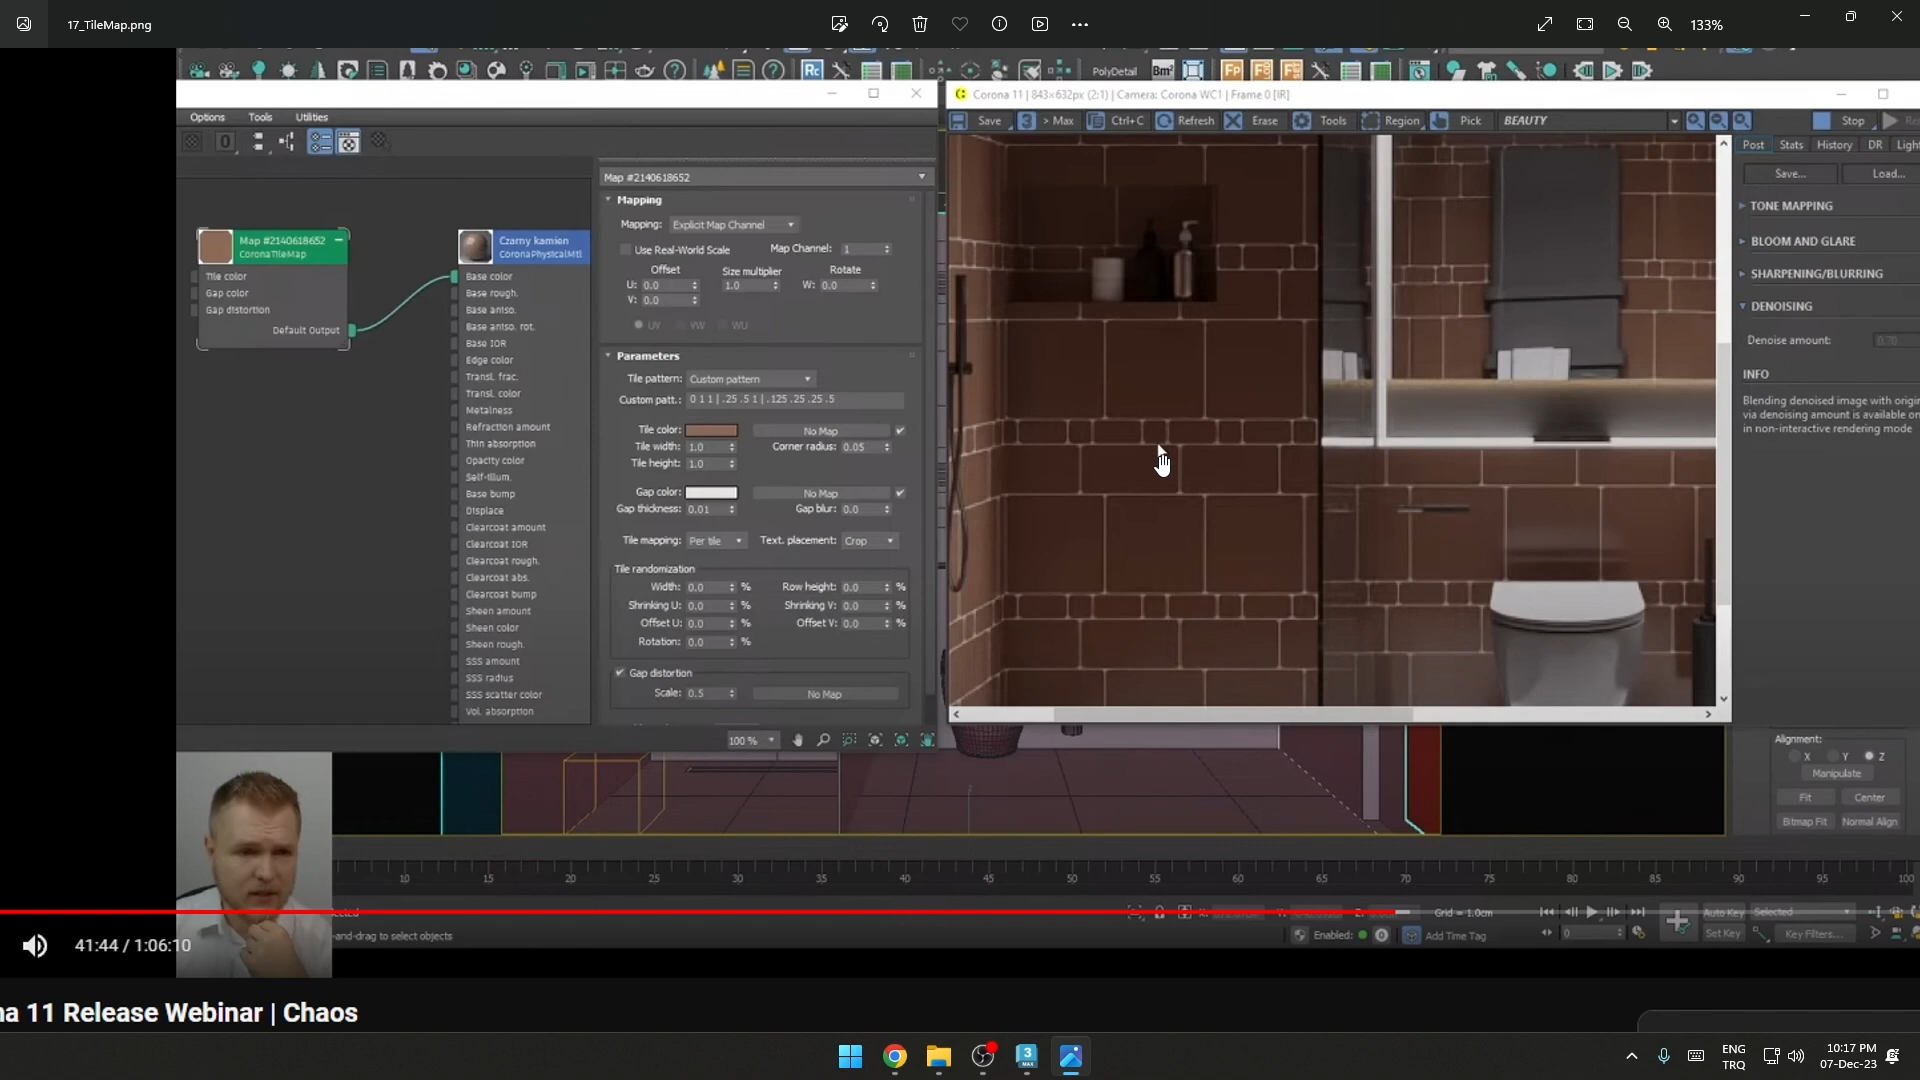 17_TileMap.png
133%
PolyDetail
Corona 11 | 843×632px (2:1) | Camera: Corona WC1 | Frame 0 [IR]
Options Tools Utilities
Save 3 > Max Ctrl+C Refresh Erase Tools Region Pick BEAUTY Stop
Post Stats History DR
Save... Load...
Map #2140618652
Mapping
Mapping: Explicit Map Channel
Use Real-World Scale Map Channel: 1
Offset Size multiplier Rotate
U: 0.0 1.0 W: 0.0
V: 0.0
UV VW WU
Map #2140618652
CoronaTileMap
Tile color
Gap color
Gap distortion
Default Output
Czarny kamien
CoronaPhysicalMtl
Base color
Base rough.
Base aniso.
Base aniso. rot.
Base IOR
Edge color
Transl. frac.
Transl. color
Metalness
Refraction amount
Thin absorption
Opacity color
Self-Illum.
Base bump
Displace
Clearcoat amount
Clearcoat IOR
Clearcoat rough.
Clearcoat abs.
Clearcoat bump
Sheen amount
Sheen color
Sheen rough.
SSS amount
SSS radius
SSS scatter color
Vol. absorption
Parameters
Tile pattern: Custom pattern
Custom patt.: 0 1 1 | .25 .5 1 | .125 .25 .25 .5
Tile color: No Map
Tile width: 1.0 Corner radius: 0.05
Tile height: 1.0
Gap color: No Map
Gap thickness: 0.01 Gap blur: 0.0
Tile mapping: Per tile Text. placement: Crop
Tile randomization
Width: 0.0 % Row height: 0.0 %
Shrinking U: 0.0 % Shrinking V: 0.0 %
Offset U: 0.0 % Offset V: 0.0 %
Rotation: 0.0 %
Gap distortion
Scale: 0.5 No Map
100 %
TONE MAPPING
BLOOM AND GLARE
SHARPENING/BLURRING
DENOISING
Denoise amount:
INFO
Blending denoised image with origin
via denoising amount is available on
in non-interactive rendering mode
Alignment:
X Y Z
Manipulate
Fit Center
Bitmap Fit Normal Align
10 15 20 25 30 35 40 45 50 55 60 65 70 75 80 85 90 95 100
Grid = 1.0cm Auto Key Selected
-and-drag to select objects Enabled: Add Time Tag 0 Set Key Key Filters...
41:44 / 1:06:10
na 11 Release Webinar | Chaos
ENG
TRQ
10:17 PM
07-Dec-23